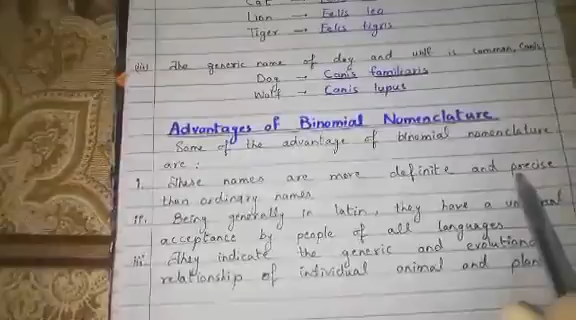 Cat
Lion → Felis leo
Tiger → Felis tigris
(iii) The generic name of dog and wolf is common, Canis
Dog → Canis familiaris
Wolf → Canis lupus
Advantages of Binomial Nomenclature
Some of the advantage of binomial nomenclature
are :
i. These names are more definite and precise
than ordinary names
ii. Being generally in latin, they have a
acceptance by people of all languages
iii. They indicate the generic and
relationship of individual animal and